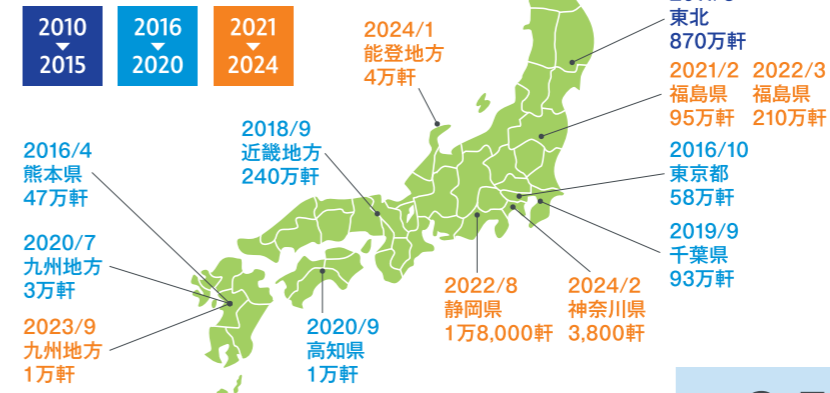 2010
2015
2016
2020
2021
2024
2024/1
能登地方
4万軒
東北
870万軒
2021/2
福島県
95万軒
2022/3
福島県
210万軒
2018/9
近畿地方
240万軒
2016/10
東京都
58万軒
2016/4
熊本県
47万軒
2019/9
千葉県
93万軒
2020/7
九州地方
3万軒
2022/8
静岡県
1万8,000軒
2024/2
神奈川県
3,800軒
2023/9
九州地方
1万軒
2020/9
高知県
1万軒